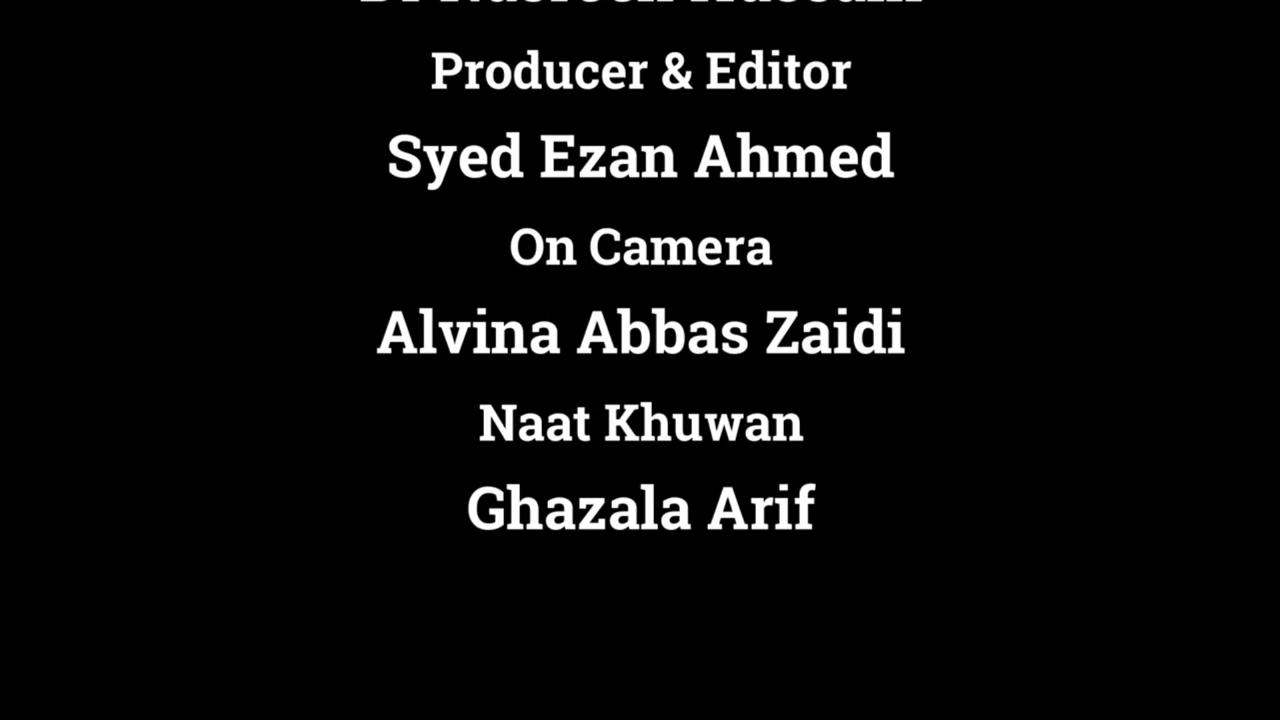 Producer & Editor
Syed Ezan Ahmed
On Camera
Alvina Abbas Zaidi
Naat Khuwan
Ghazala Arif